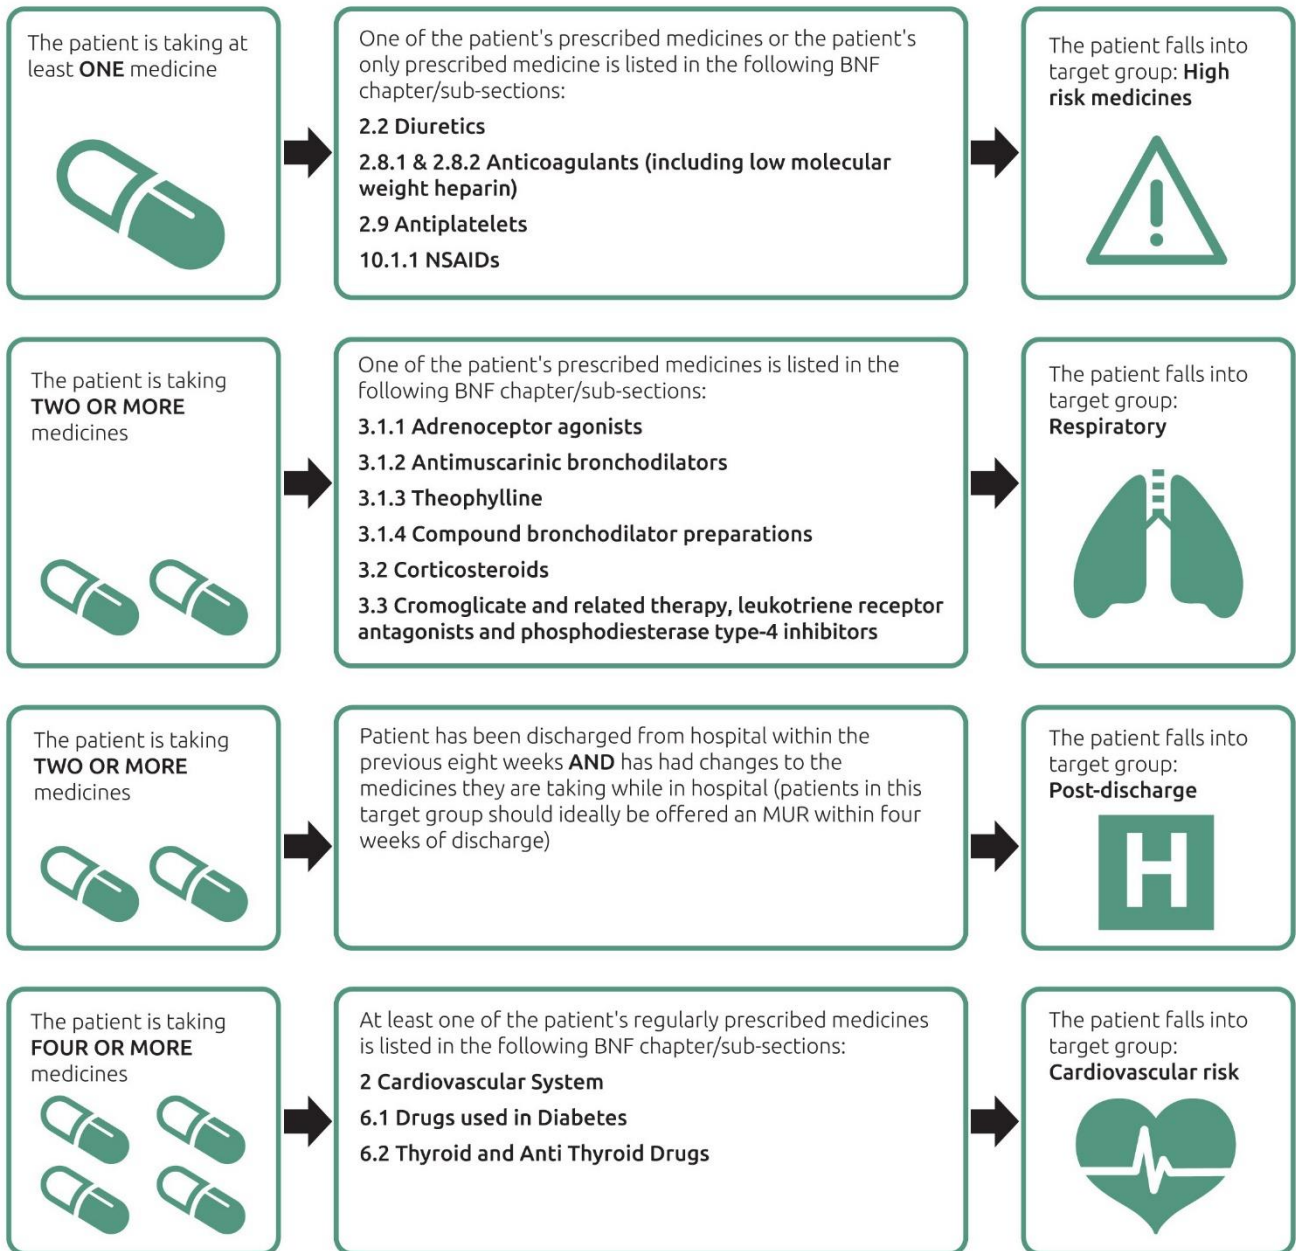 The patient is taking at
least ONE medicine
One of the patient's prescribed medicines or the patient's
only prescribed medicine is listed in the following BNF
chapter/sub-sections:
2.2 Diuretics
2.8.1 & 2.8.2 Anticoagulants (including low molecular
weight heparin)
2.9 Antiplatelets
10.1.1 NSAIDs
The patient falls into
target group: High
risk medicines
The patient is taking
TWO OR MORE
medicines
One of the patient's prescribed medicines is listed in the
following BNF chapter/sub-sections:
3.1.1 Adrenoceptor agonists
3.1.2 Antimuscarinic bronchodilators
3.1.3 Theophylline
3.1.4 Compound bronchodilator preparations
3.2 Corticosteroids
3.3 Cromoglicate and related therapy, leukotriene receptor
antagonists and phosphodiesterase type-4 inhibitors
The patient falls into
target group:
Respiratory
The patient is taking
TWO OR MORE
medicines
Patient has been discharged from hospital within the
previous eight weeks AND has had changes to the
medicines they are taking while in hospital (patients in this
target group should ideally be offered an MUR within four
weeks of discharge)
The patient falls into
target group:
Post-discharge
H
The patient is taking
FOUR OR MORE
medicines
At least one of the patient's regularly prescribed medicines
is listed in the following BNF chapter/sub-sections:
2 Cardiovascular System
6.1 Drugs used in Diabetes
6.2 Thyroid and Anti Thyroid Drugs
The patient falls into
target group:
Cardiovascular risk